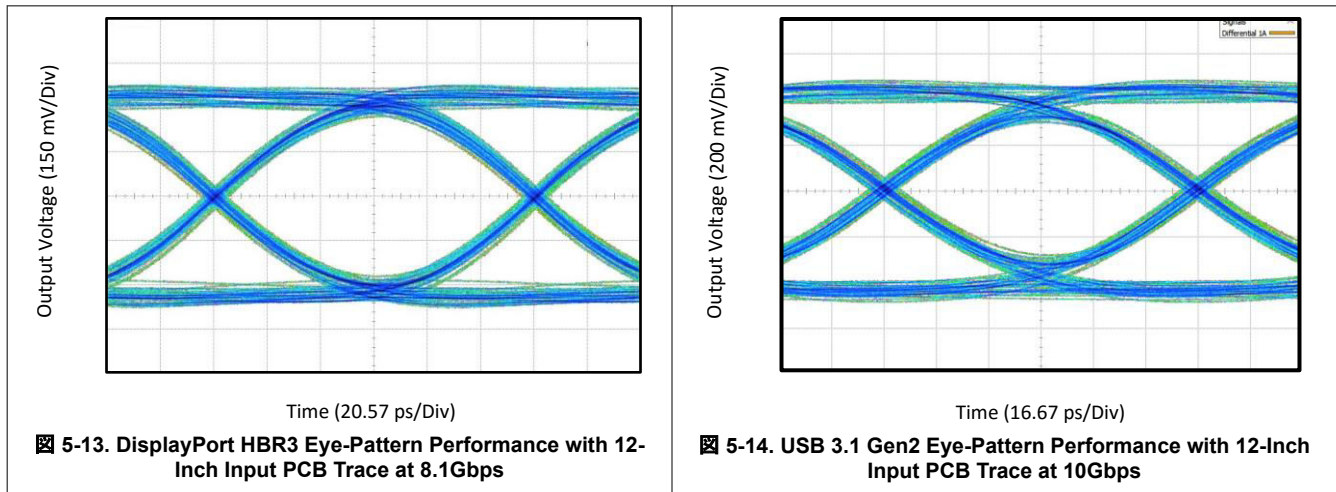 Output Voltage (150 mV/Div)
Time (20.57 ps/Div)
図 5-13. DisplayPort HBR3 Eye-Pattern Performance with 12-
Inch Input PCB Trace at 8.1Gbps
Differential 1A
Output Voltage (200 mV/Div)
Time (16.67 ps/Div)
図 5-14. USB 3.1 Gen2 Eye-Pattern Performance with 12-Inch
Input PCB Trace at 10Gbps